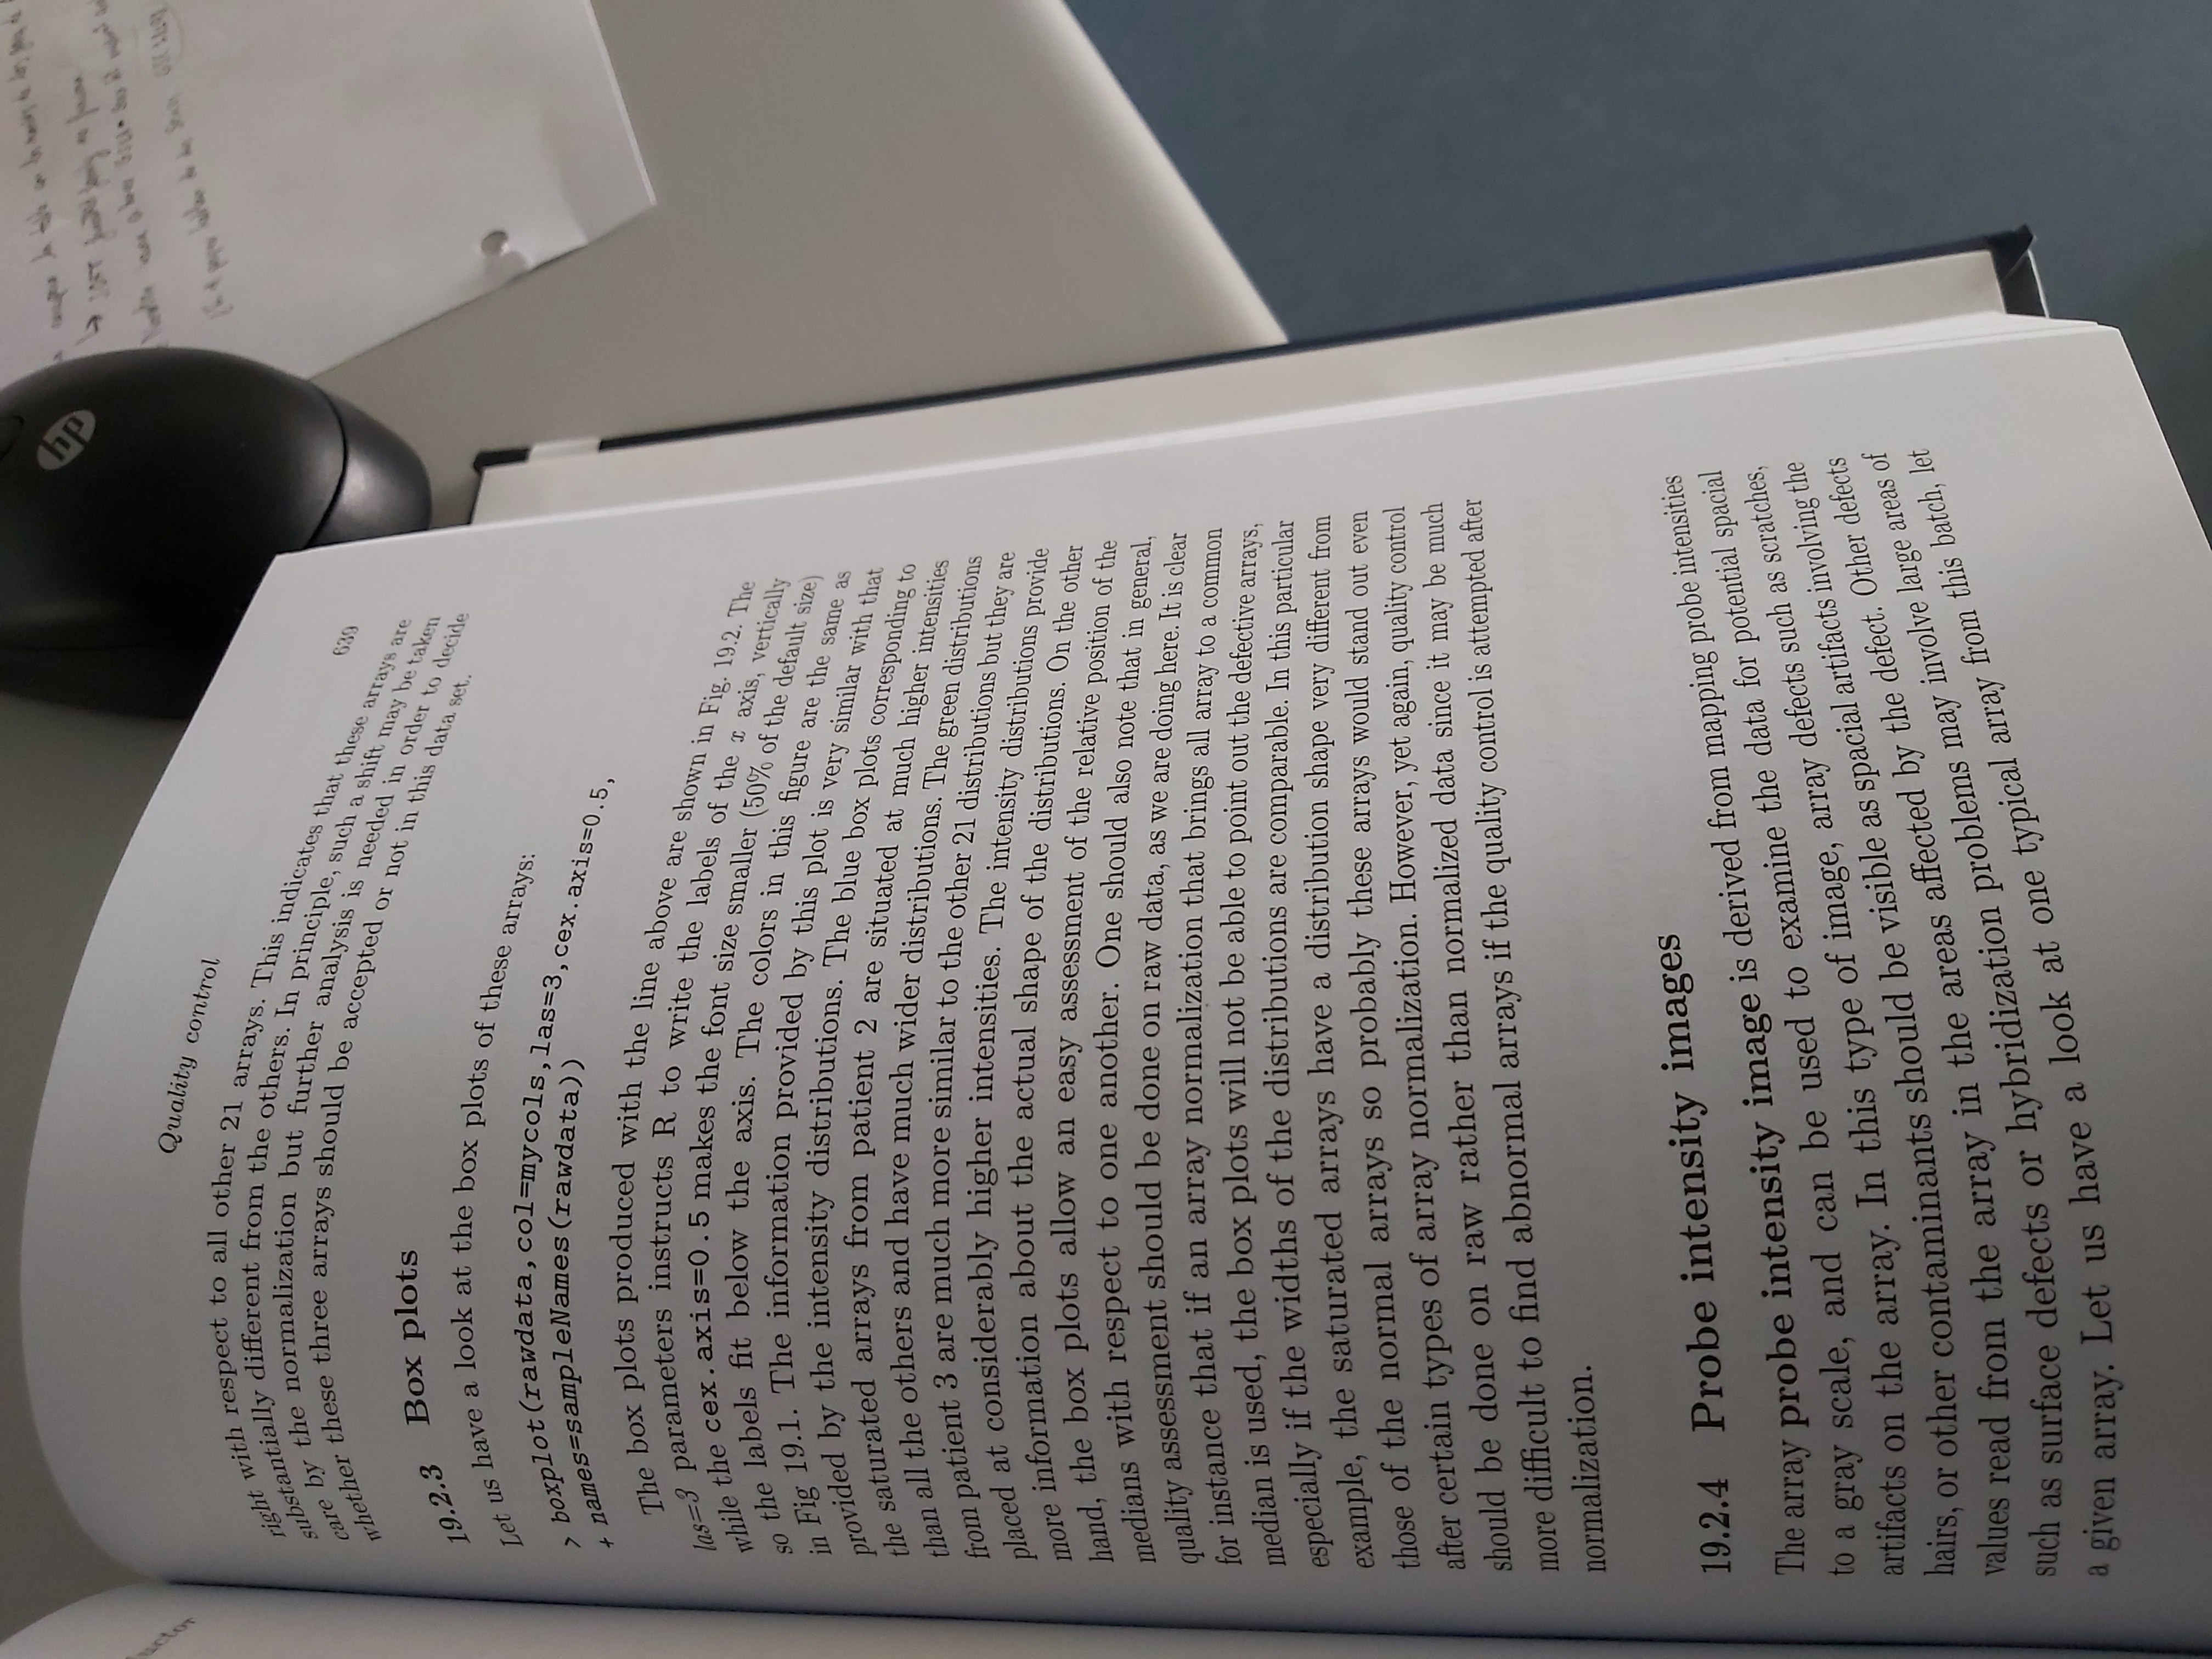 uctor
Quality control
639
right with respect to all other 21 arrays. This indicates that these arrays are
substantially different from the others. In principle, such a shift may be taken
care by the normalization but further analysis is needed in order to decide
whether these three arrays should be accepted or not in this data set.
19.2.3 Box plots
Let us have a look at the box plots of these arrays:
> boxplot(rawdata,col=mycols,las=3,cex.axis=0.5,
+ names=sampleNames(rawdata))
The box plots produced with the line above are shown in Fig. 19.2. The
las=3 parameters instructs R to write the labels of the x axis, vertically
while the cex.axis=0.5 makes the font size smaller (50% of the default size)
so the labels fit below the axis. The colors in this figure are the same as
in Fig 19.1. The information provided by this plot is very similar with that
provided by the intensity distributions. The blue box plots corresponding to
the saturated arrays from patient 2 are situated at much higher intensities
than all the others and have much wider distributions. The green distributions
from patient 3 are much more similar to the other 21 distributions but they are
placed at considerably higher intensities. The intensity distributions provide
more information about the actual shape of the distributions. On the other
hand, the box plots allow an easy assessment of the relative position of the
medians with respect to one another. One should also note that in general,
quality assessment should be done on raw data, as we are doing here. It is clear
for instance that if an array normalization that brings all array to a common
median is used, the box plots will not be able to point out the defective arrays,
especially if the widths of the distributions are comparable. In this particular
example, the saturated arrays have a distribution shape very different from
those of the normal arrays so probably these arrays would stand out even
after certain types of array normalization. However, yet again, quality control
should be done on raw rather than normalized data since it may be much
more difficult to find abnormal arrays if the quality control is attempted after
normalization.
19.2.4 Probe intensity images
The array probe intensity image is derived from mapping probe intensities
to a gray scale, and can be used to examine the data for potential spacial
artifacts on the array. In this type of image, array defects such as scratches,
hairs, or other contaminants should be visible as spacial artifacts involving the
values read from the array in the areas affected by the defect. Other defects
such as surface defects or hybridization problems may involve large areas of
a given array. Let us have a look at one typical array from this batch, let
hp